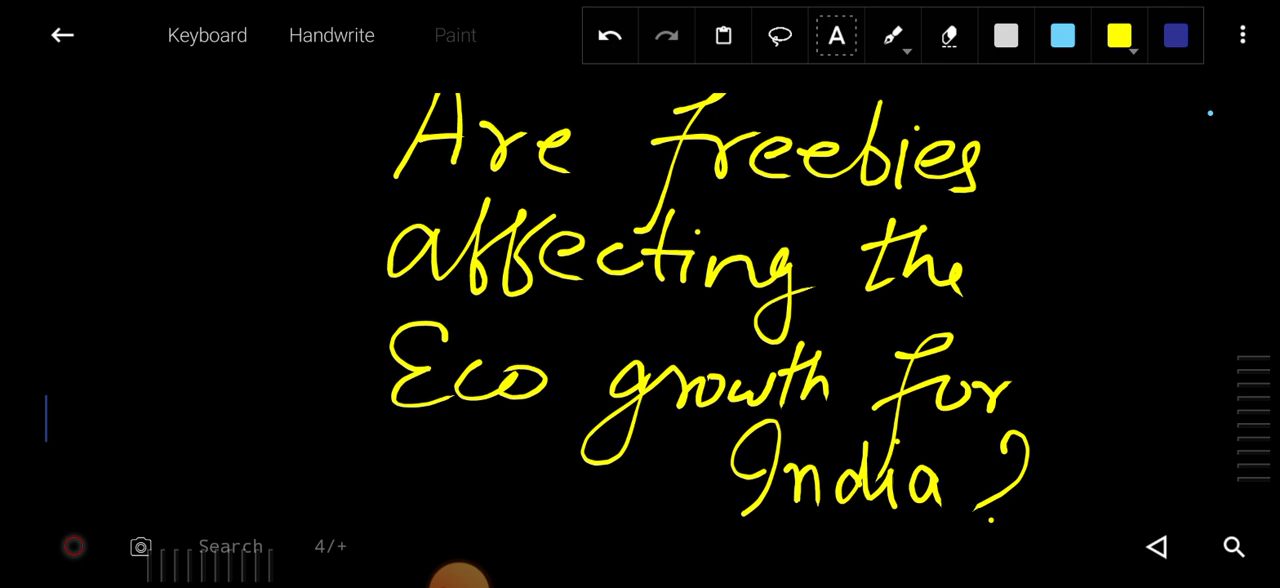 Keyboard Handwrite Paint A
Are Freebies
affecting the
Eco growth for
India?
Search 4/+